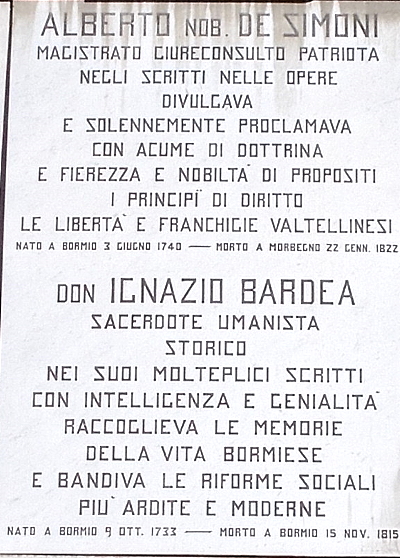 ALBERTO NOB. DE SIMONI
MAGISTRATO GIURECONSULTO PATRIOTA
NEGLI SCRITTI NELLE OPERE
DIVULGAVA
E SOLENNEMENTE PROCLAMAVA
CON ACUME DI DOTTRINA
E FIEREZZA E NOBILTA' DI PROPOSITI
I PRINCIPÏ DI DIRITTO
LE LIBERTA' E FRANCHIGIE VALTELLINESI
NATO A BORMIO 3 GIUGNO 1740 — MORTO A MORBEGNO 22 GENN. 1822
DON IGNAZIO BARDEA
SACERDOTE UMANISTA
STORICO
NEI SUOI MOLTEPLICI SCRITTI
CON INTELLIGENZA E GENIALITA'
RACCOGLIEVA LE MEMORIE
DELLA VITA BORMIESE
E BANDIVA LE RIFORME SOCIALI
PIU' ARDITE E MODERNE
NATO A BORMIO 9 OTT. 1733 — MORTO A BORMIO 15 NOV. 1815